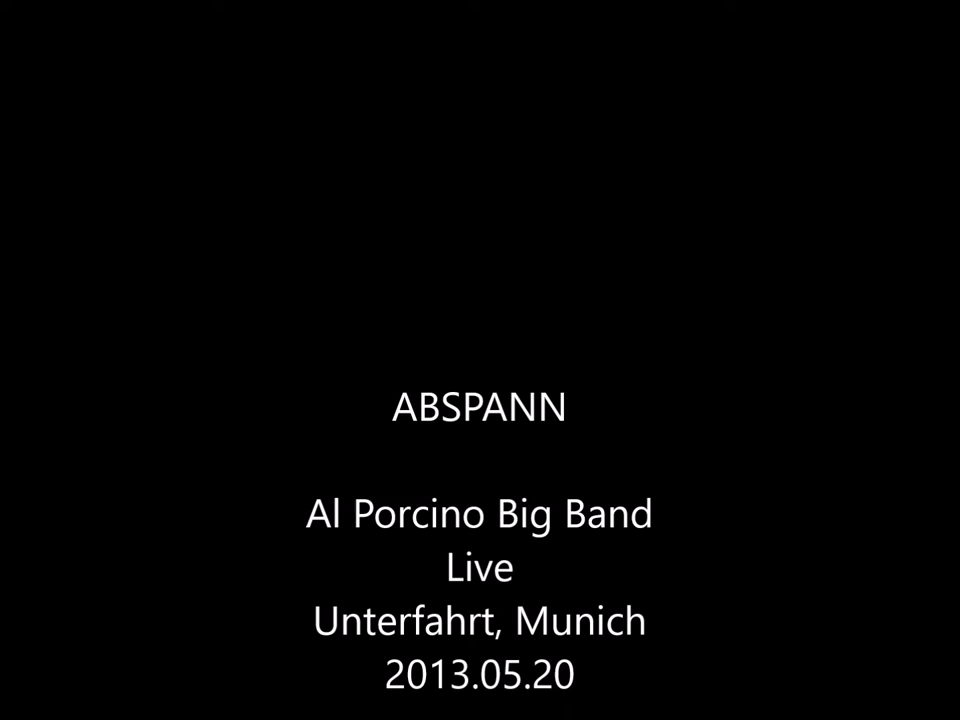 ABSPANN
Al Porcino Big Band
Live
Unterfahrt, Munich
2013.05.20